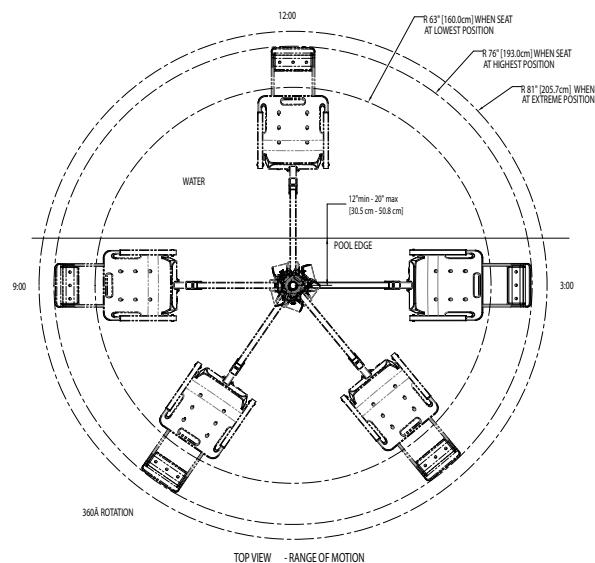 12:00
R 63" [160.0cm] WHEN SEAT
AT LOWEST POSITION
R 76" [193.0cm] WHEN SEAT
AT HIGHEST POSITION
R 81" [205.7cm] WHEN
AT EXTREME POSITION
WATER
12"min - 20" max
[30.5 cm - 50.8 cm]
POOL EDGE
9:00
3:00
360Â ROTATION
TOP VIEW - RANGE OF MOTION